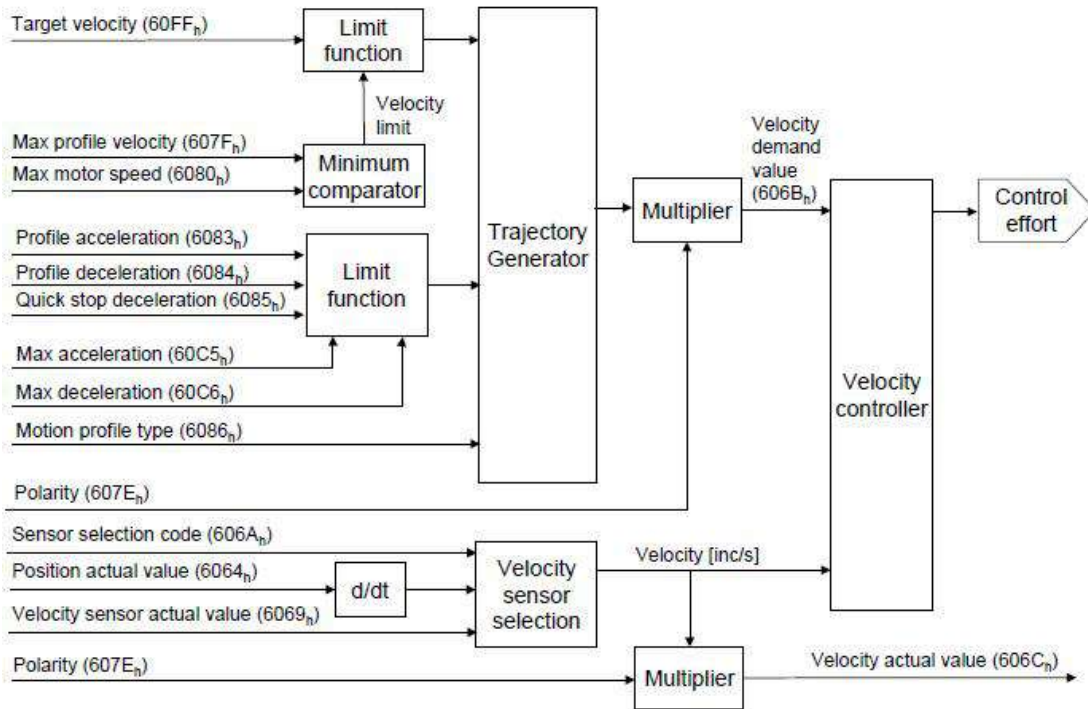 Target velocity (60FFₕ)
Limit
function
Velocity
limit
Max profile velocity (607Fₕ)
Max motor speed (6080ₕ)
Minimum
comparator
Profile acceleration (6083ₕ)
Profile deceleration (6084ₕ)
Quick stop deceleration (6085ₕ)
Limit
function
Max acceleration (60C5ₕ)
Max deceleration (60C6ₕ)
Motion profile type (6086ₕ)
Trajectory
Generator
Polarity (607Eₕ)
Multiplier
Velocity
demand
value
(606Bₕ)
Velocity
controller
Control
effort
Sensor selection code (606Aₕ)
Position actual value (6064ₕ)
d/dt
Velocity sensor actual value (6069ₕ)
Velocity
sensor
selection
Velocity [inc/s]
Polarity (607Eₕ)
Multiplier
Velocity actual value (606Cₕ)